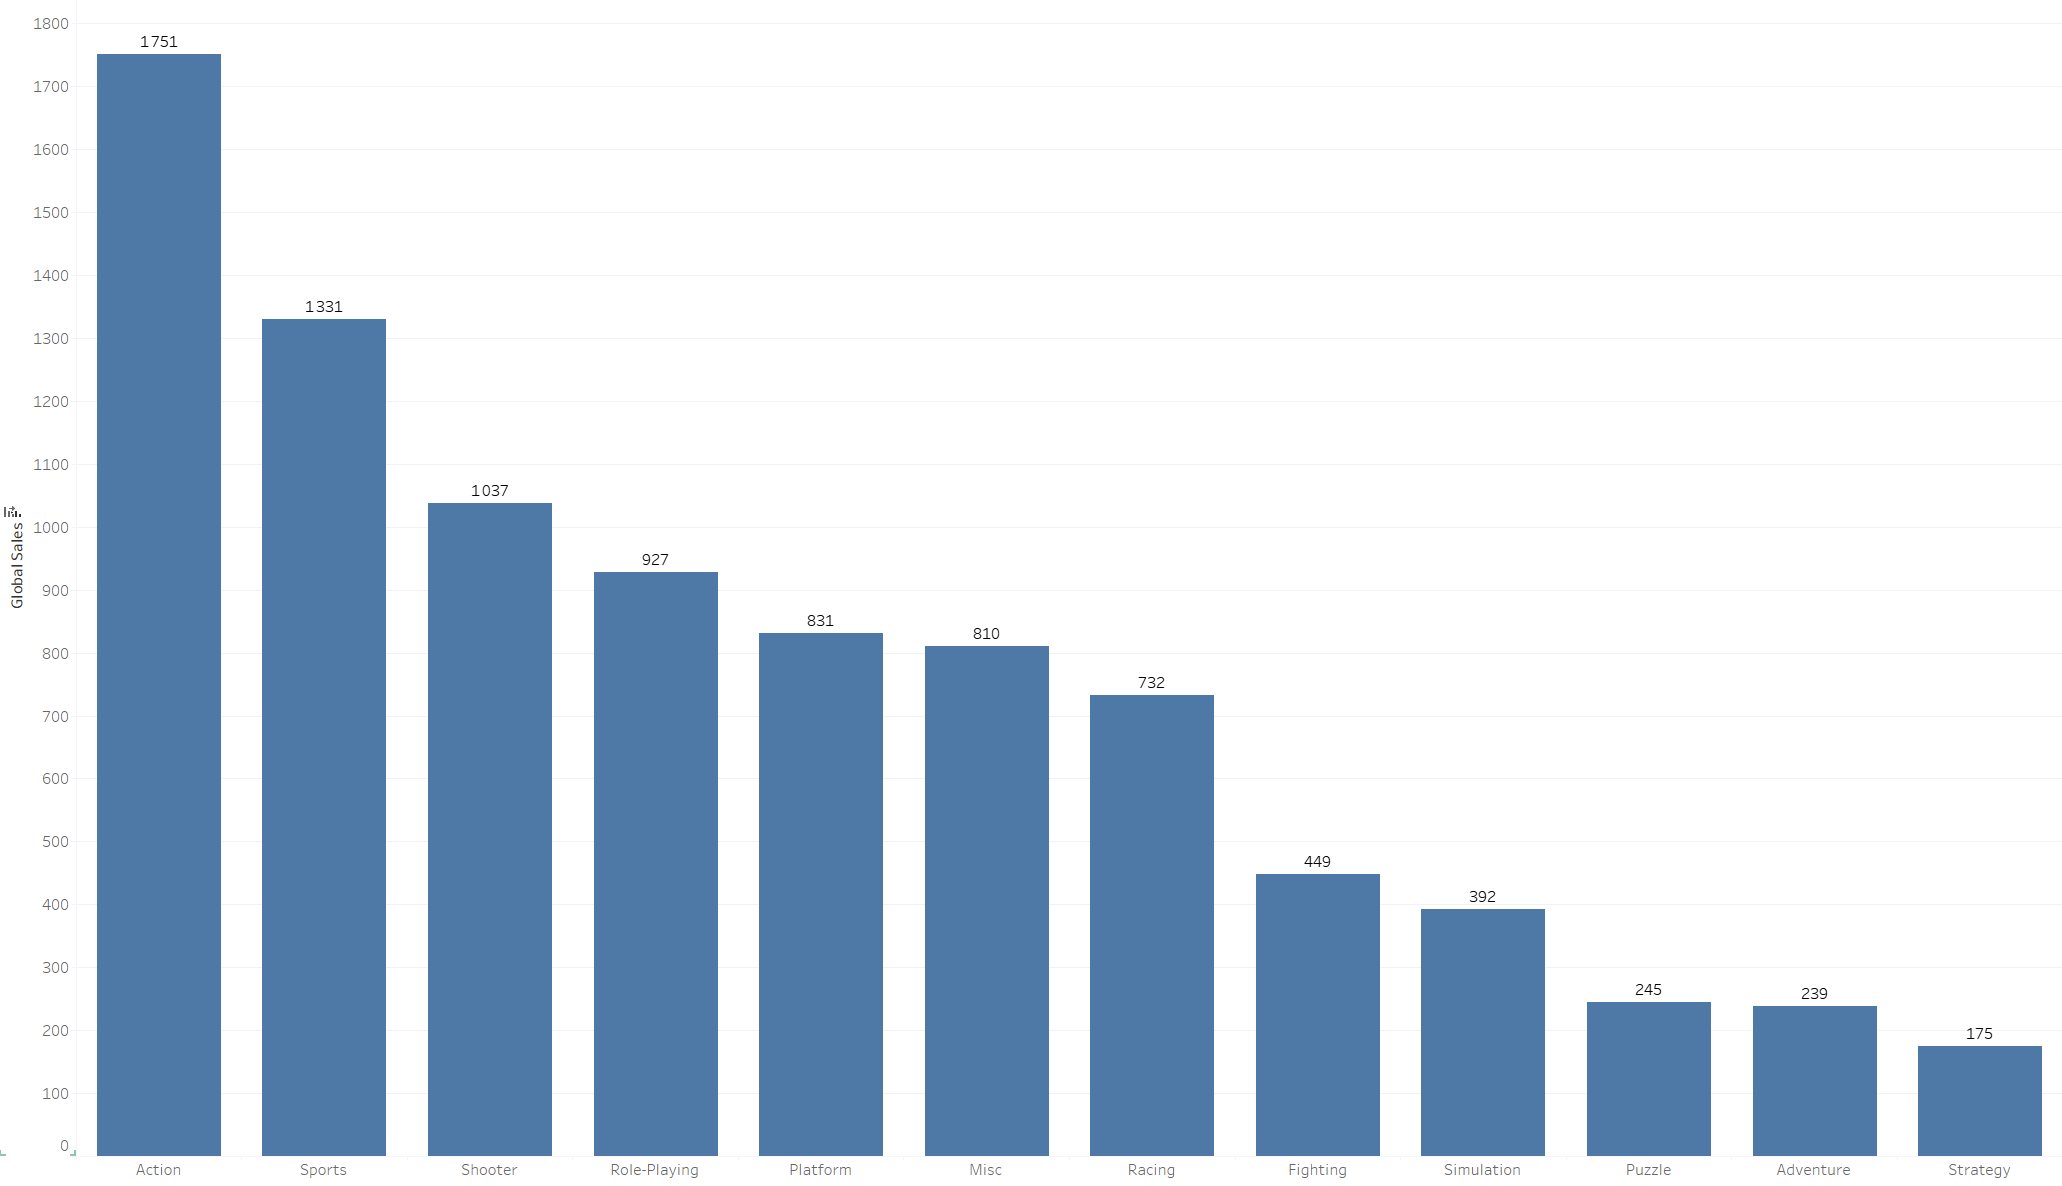 1800
1700
1600
1500
1400
1300
1200
1100
1000
900
800
700
600
500
400
300
200
100
0
Global Sales
1751
1331
1037
927
831
810
732
449
392
245
239
175
Action
Sports
Shooter
Role-Playing
Platform
Misc
Racing
Fighting
Simulation
Puzzle
Adventure
Strategy